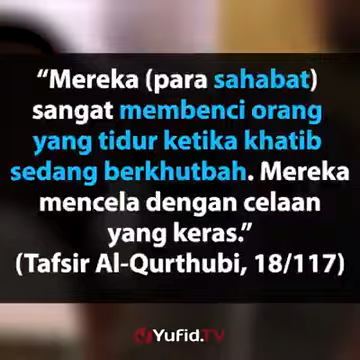 “Mereka (para sahabat)
sangat membenci orang
yang tidur ketika khatib
sedang berkhutbah. Mereka
mencela dengan celaan
yang keras.”
(Tafsir Al-Qurthubi, 18/117)
Yufid.TV